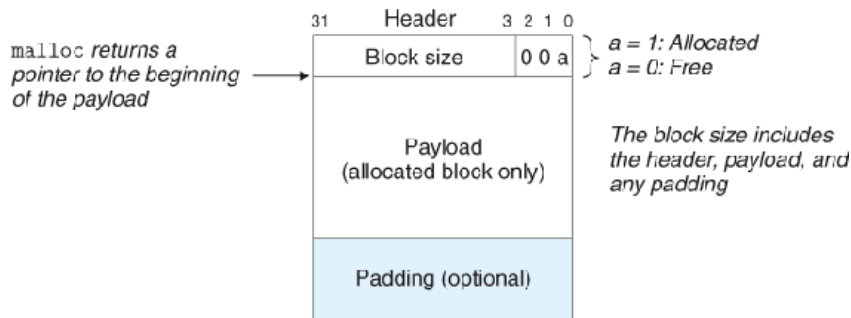 31 Header 3 2 1 0
malloc returns a
pointer to the beginning
of the payload
Block size
0 0 a
a = 1: Allocated
a = 0: Free
Payload
(allocated block only)
The block size includes
the header, payload, and
any padding
Padding (optional)